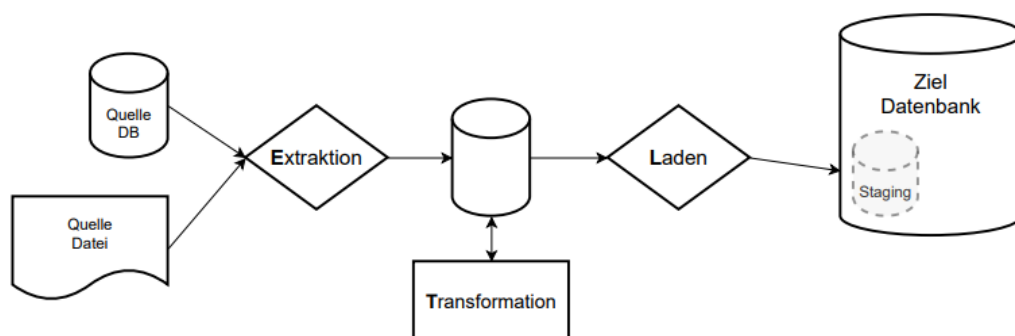 Quelle
DB
Quelle
Datei
Extraktion
Transformation
Laden
Ziel
Datenbank
Staging